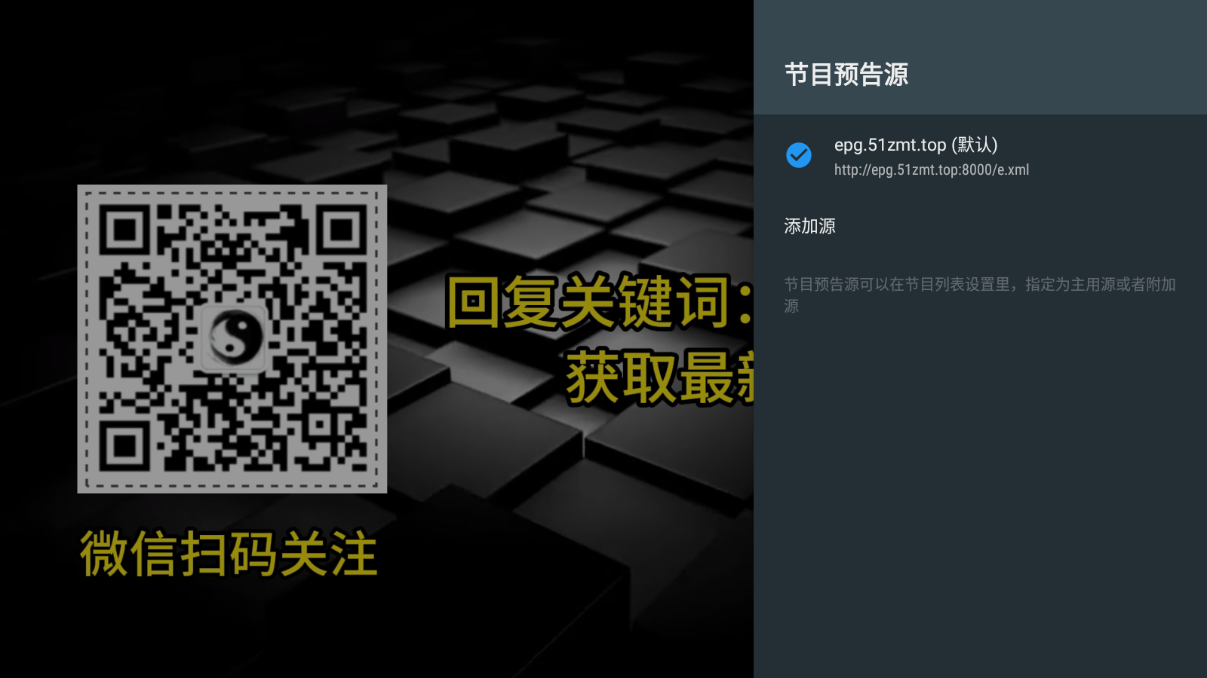 节目预告源
epg.51zmt.top (默认)
http://epg.51zmt.top:8000/e.xml
添加源
节目预告源可以在节目列表设置里，指定为主用源或者附加
源
回复关键词：
获取最新
微信扫码关注